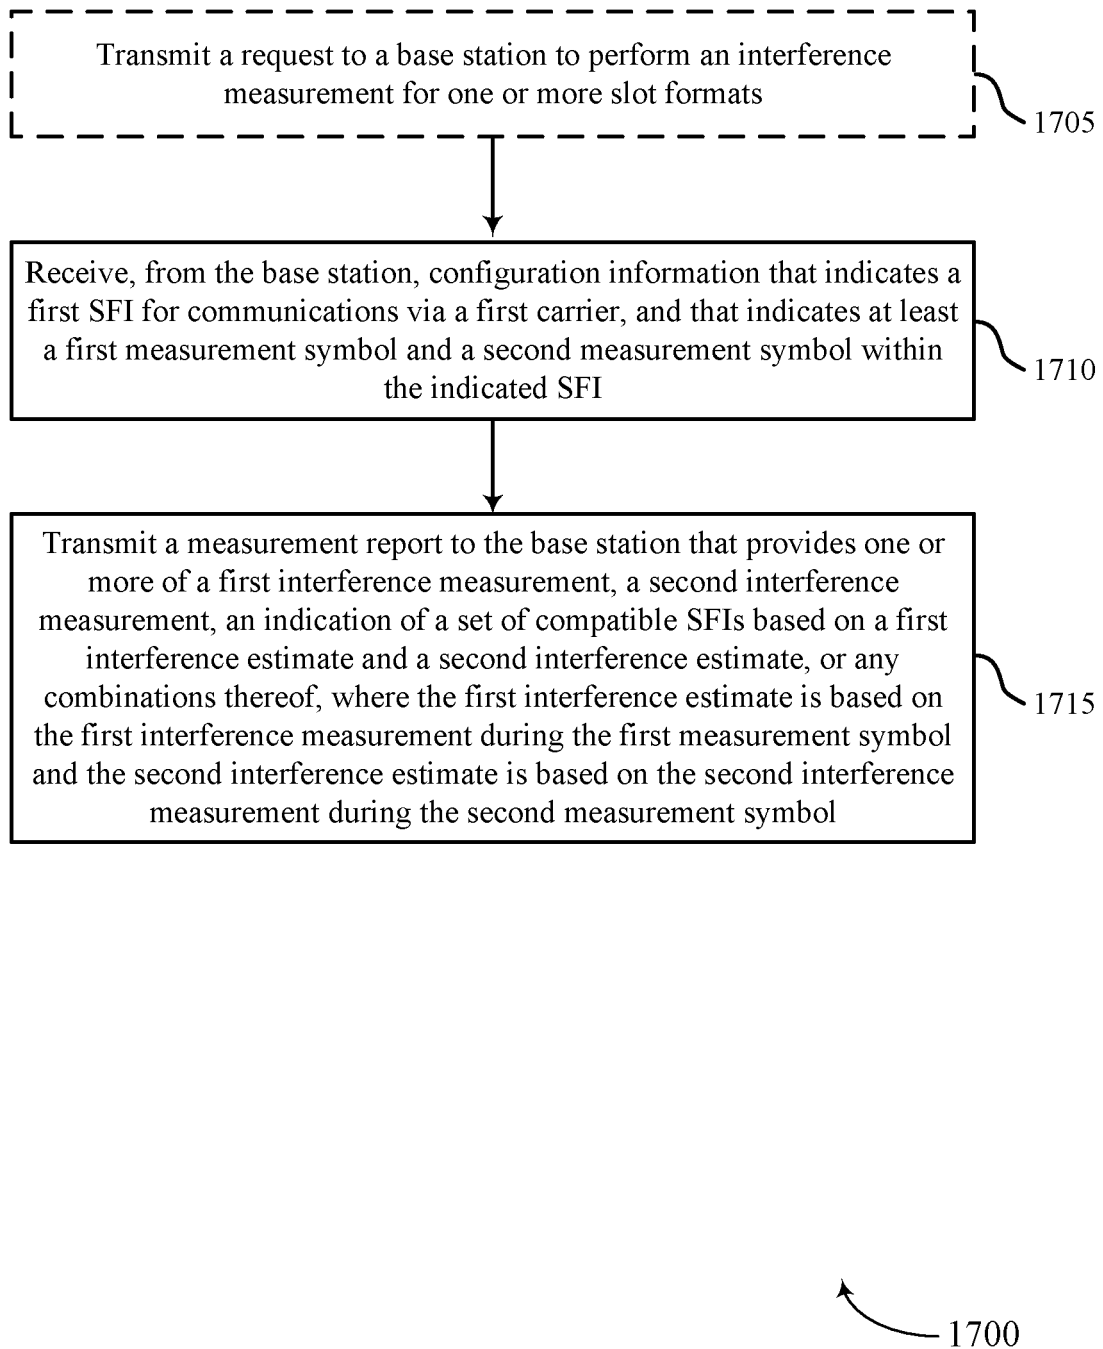 Transmit a request to a base station to perform an interference
measurement for one or more slot formats
1705
Receive, from the base station, configuration information that indicates a
first SFI for communications via a first carrier, and that indicates at least
a first measurement symbol and a second measurement symbol within
the indicated SFI
1710
Transmit a measurement report to the base station that provides one or
more of a first interference measurement, a second interference
measurement, an indication of a set of compatible SFIs based on a first
interference estimate and a second interference estimate, or any
combinations thereof, where the first interference estimate is based on
the first interference measurement during the first measurement symbol
and the second interference estimate is based on the second interference
measurement during the second measurement symbol
1715
1700